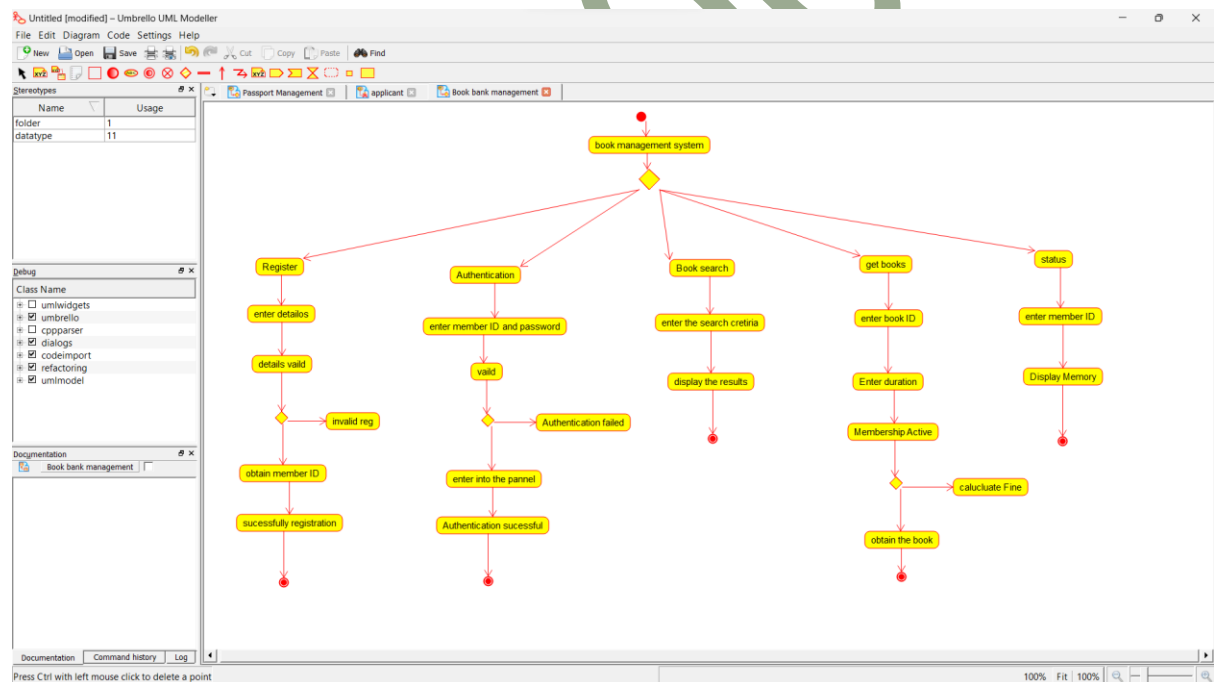 Untitled [modified] – Umbrello UML Modeller
File Edit Diagram Code Settings Help
New Open Save Cut Copy Paste Find
XYZ XYZ
Stereotypes
Passport Management applicant Book bank management
Name Usage
folder 1
datatype 11
Debug
Class Name
umlwidgets
umbrello
cppparser
dialogs
codeimport
refactoring
umlmodel
Documentation
Book bank management
Documentation Command history Log
book management system
Register
enter detailos
details vaild
invalid reg
obtain member ID
sucessfully registration
Authentication
enter member ID and password
vaild
Authentication failed
enter into the pannel
Authentication sucessful
Book search
enter the search cretiria
display the results
get books
enter book ID
Enter duration
Membership Active
calucluate Fine
obtain the book
status
enter member ID
Display Memory
Press Ctrl with left mouse click to delete a point
100% Fit 100%